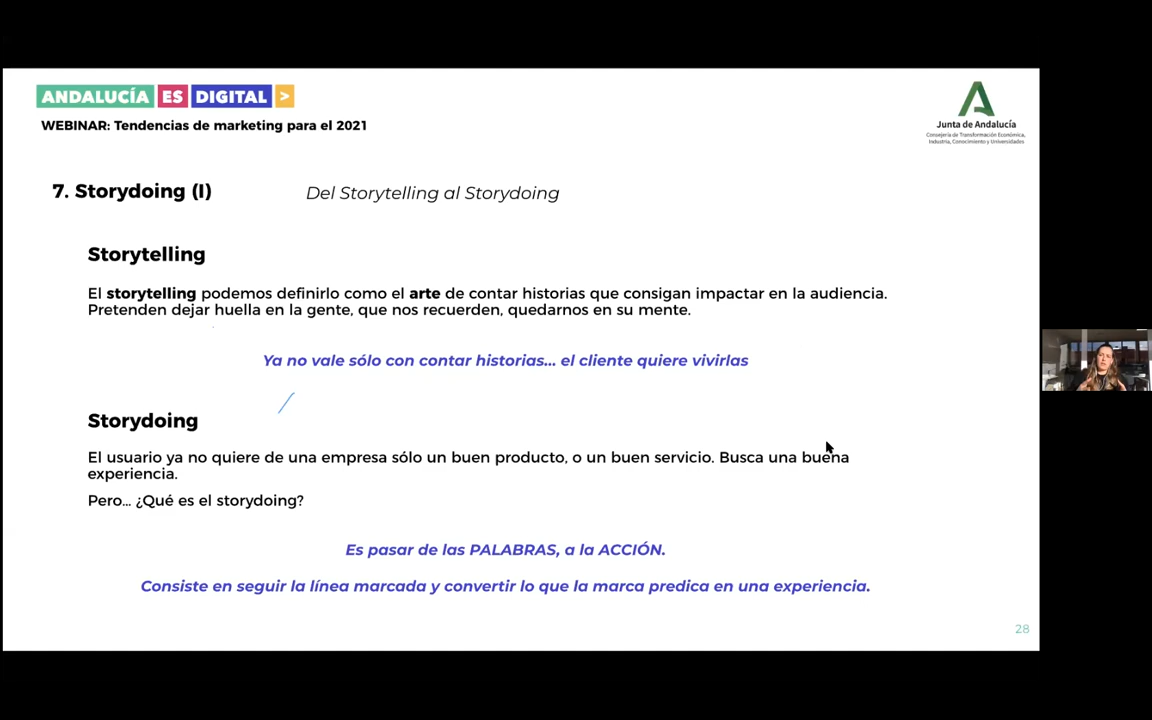 ANDALUCÍA ES DIGITAL >
WEBINAR: Tendencias de marketing para el 2021
Junta de Andalucía
Consejería de Transformación Económica,
Industria, Conocimiento y Universidades
7. Storydoing (I)
Del Storytelling al Storydoing
Storytelling
El storytelling podemos definirlo como el arte de contar historias que consigan impactar en la audiencia.
Pretenden dejar huella en la gente, que nos recuerden, quedarnos en su mente.
Ya no vale sólo con contar historias... el cliente quiere vivirlas
Storydoing
El usuario ya no quiere de una empresa sólo un buen producto, o un buen servicio. Busca una buena
experiencia.
Pero... ¿Qué es el storydoing?
Es pasar de las PALABRAS, a la ACCIÓN.
Consiste en seguir la línea marcada y convertir lo que la marca predica en una experiencia.
28